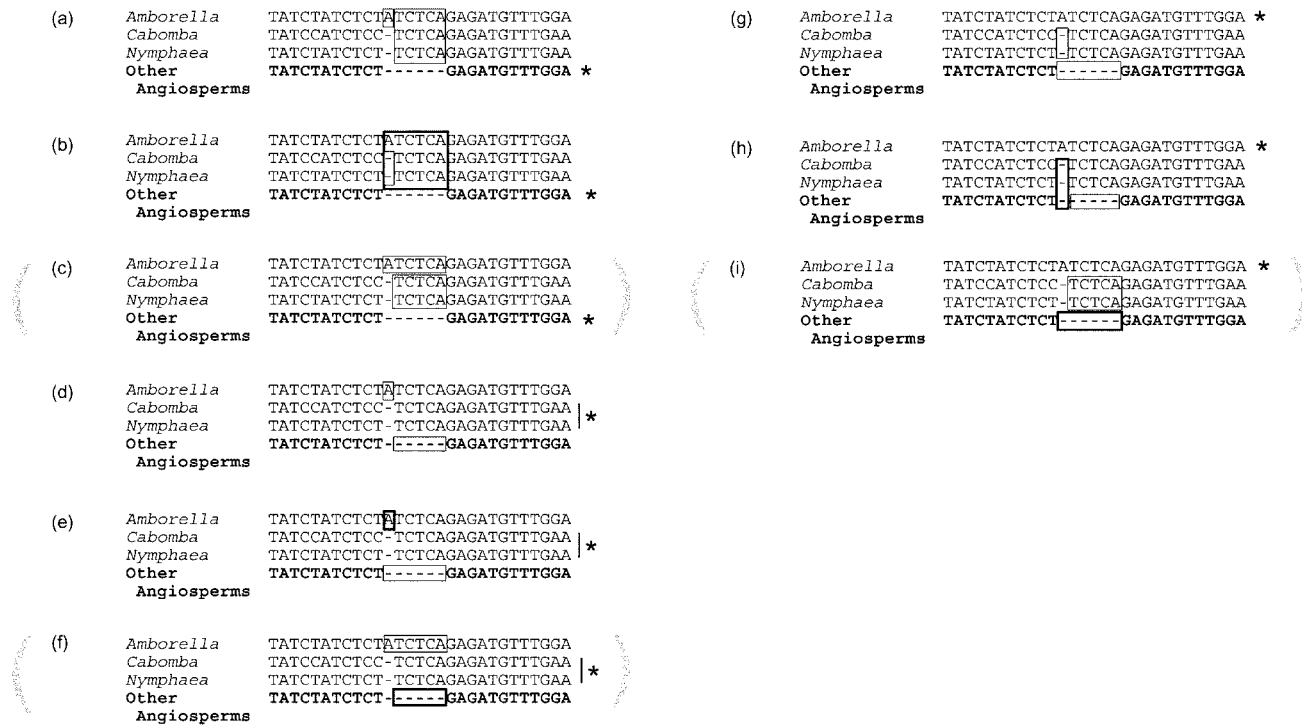 (a) Amborella TATCTATCTCTATCTCAGAGATGTTTGGA
Cabomba TATCCATCTCC-TCTCAGAGATGTTTGAA
Nymphaea TATCTATCTCT-TCTCAGAGATGTTTGAA
Other TATCTATCTCT------GAGATGTTTGGA *
Angiosperms
(b) Amborella TATCTATCTCTATCTCAGAGATGTTTGGA
Cabomba TATCCATCTCC-TCTCAGAGATGTTTGAA
Nymphaea TATCTATCTCT-TCTCAGAGATGTTTGAA
Other TATCTATCTCT------GAGATGTTTGGA *
Angiosperms
(c) Amborella TATCTATCTCTATCTCAGAGATGTTTGGA
Cabomba TATCCATCTCC-TCTCAGAGATGTTTGAA
Nymphaea TATCTATCTCT-TCTCAGAGATGTTTGAA
Other TATCTATCTCT------GAGATGTTTGGA *
Angiosperms
(d) Amborella TATCTATCTCTATCTCAGAGATGTTTGGA
Cabomba TATCCATCTCC-TCTCAGAGATGTTTGAA *
Nymphaea TATCTATCTCT-TCTCAGAGATGTTTGAA
Other TATCTATCTCT------GAGATGTTTGGA
Angiosperms
(e) Amborella TATCTATCTCTATCTCAGAGATGTTTGGA
Cabomba TATCCATCTCC-TCTCAGAGATGTTTGAA *
Nymphaea TATCTATCTCT-TCTCAGAGATGTTTGAA
Other TATCTATCTCT------GAGATGTTTGGA
Angiosperms
(f) Amborella TATCTATCTCTATCTCAGAGATGTTTGGA
Cabomba TATCCATCTCC-TCTCAGAGATGTTTGAA *
Nymphaea TATCTATCTCT-TCTCAGAGATGTTTGAA
Other TATCTATCTCT------GAGATGTTTGGA
Angiosperms
(g) Amborella TATCTATCTCTATCTCAGAGATGTTTGGA *
Cabomba TATCCATCTCC-TCTCAGAGATGTTTGAA
Nymphaea TATCTATCTCT-TCTCAGAGATGTTTGAA
Other TATCTATCTCT------GAGATGTTTGGA
Angiosperms
(h) Amborella TATCTATCTCTATCTCAGAGATGTTTGGA *
Cabomba TATCCATCTCC-TCTCAGAGATGTTTGAA
Nymphaea TATCTATCTCT-TCTCAGAGATGTTTGAA
Other TATCTATCTCT------GAGATGTTTGGA
Angiosperms
(i) Amborella TATCTATCTCTATCTCAGAGATGTTTGGA *
Cabomba TATCCATCTCC-TCTCAGAGATGTTTGAA
Nymphaea TATCTATCTCT-TCTCAGAGATGTTTGAA
Other TATCTATCTCT------GAGATGTTTGGA
Angiosperms